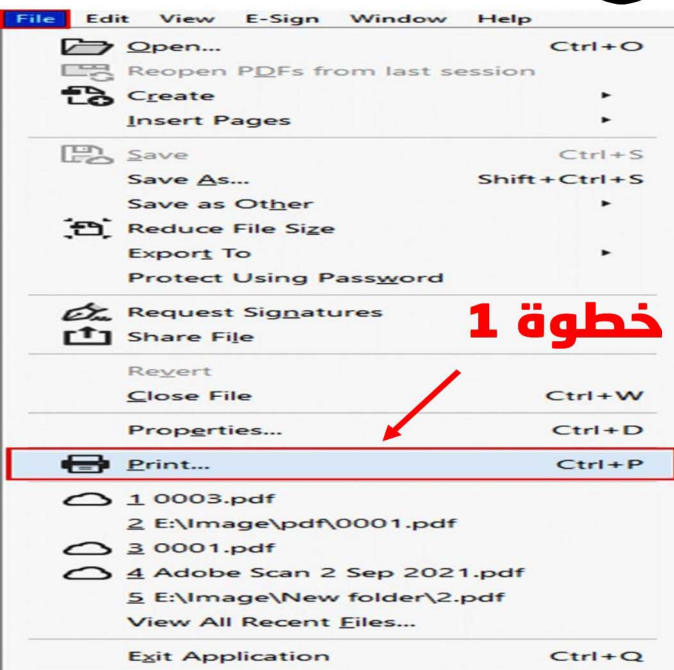 File Edit View E-Sign Window Help
Open... Ctrl+O
Reopen PDFs from last session
Create
Insert Pages
Save Ctrl+S
Save As... Shift+Ctrl+S
Save as Other
Reduce File Size
Export To
Protect Using Password
Request Signatures
خطوة 1
Share File
Revert
Close File Ctrl+W
Properties... Ctrl+D
Print... Ctrl+P
1 0003.pdf
2 E:\Image\pdf\0001.pdf
3 0001.pdf
4 Adobe Scan 2 Sep 2021.pdf
5 E:\Image\New folder\2.pdf
View All Recent Files...
Exit Application Ctrl+Q